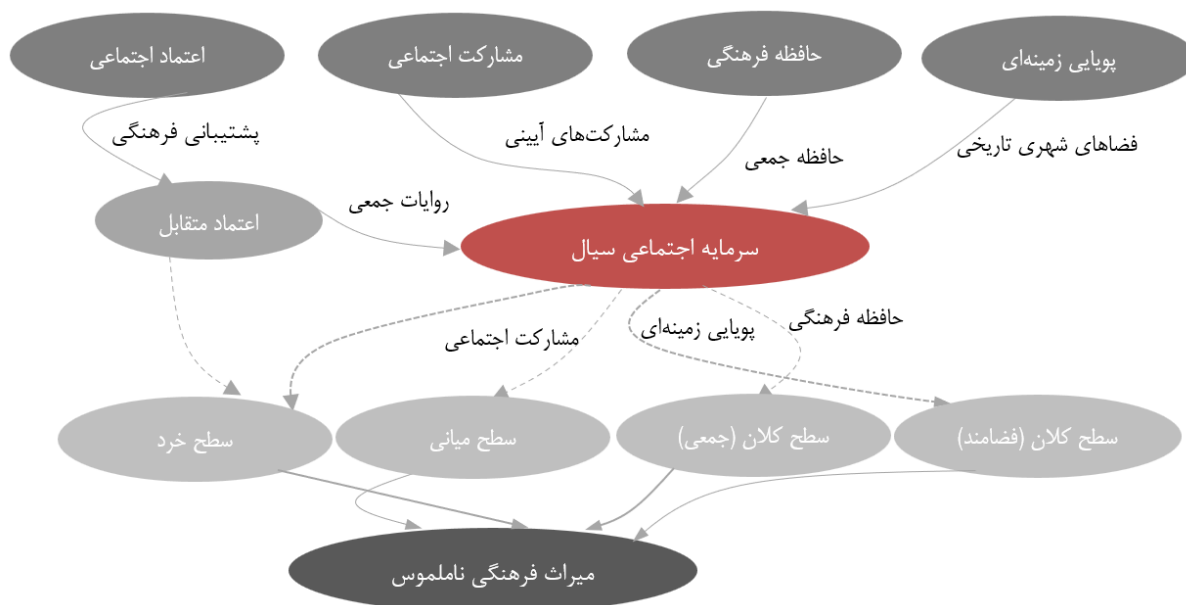 پویایی زمینه‌ای
حافظه فرهنگی
مشارکت اجتماعی
اعتماد اجتماعی
فضاهای شهری تاریخی
حافظه جمعی
مشارکت‌های آیینی
پشتیبانی فرهنگی
روایات جمعی
اعتماد متقابل
سرمایه اجتماعی سیال
حافظه فرهنگی
پویایی زمینه‌ای
مشارکت اجتماعی
سطح کلان (فضامند)
سطح کلان (جمعی)
سطح میانی
سطح خرد
میراث فرهنگی ناملموس